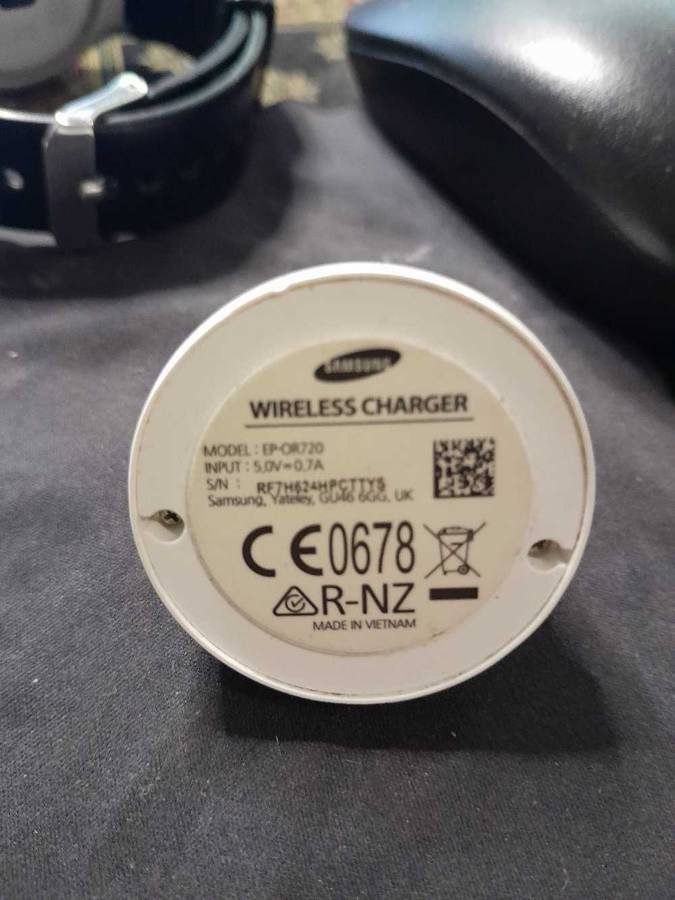 SAMSUNG
WIRELESS CHARGER
MODEL : EP-OR720
INPUT : 5.0V⎓0.7A
S/N : RF7H624HPCTTYS
Samsung, Yateley, GU46 6GG. UK
CE0678
R-NZ
MADE IN VIETNAM